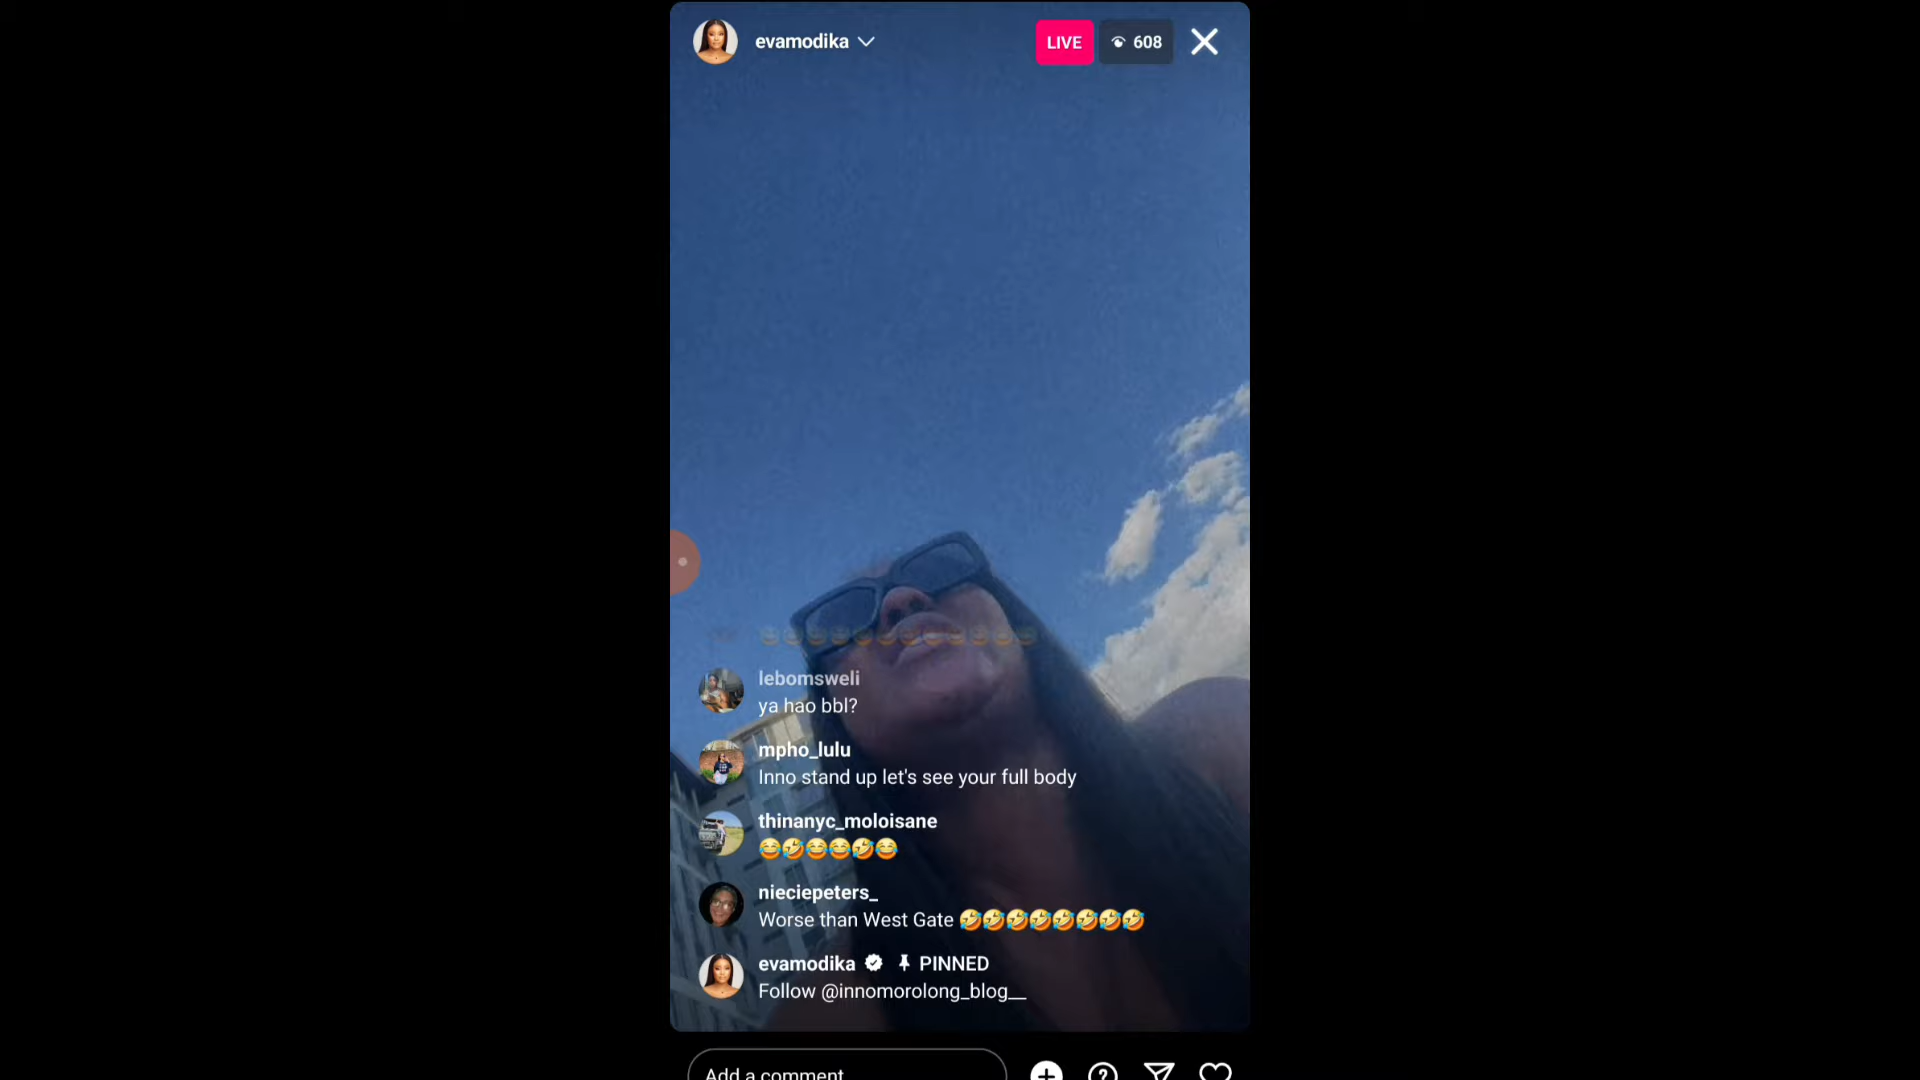 evamodika
LIVE
608
lebomsweli
ya hao bbl?
mpho_lulu
Inno stand up let's see your full body
thinanyc_moloisane
😂🤣😂😂🤣😂
nieciepeters_
Worse than West Gate 🤣🤣🤣🤣🤣🤣🤣🤣
evamodika PINNED
Follow @innomorolong_blog__
Add a comment